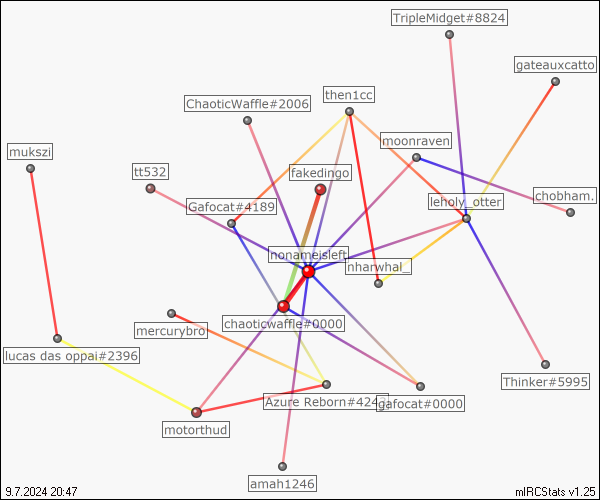 TripleMidget#8824
gateauxcatto
then1cc
ChaoticWaffle#2006
moonraven
mukszi
tt532
fakedingo
chobham.
leholy_otter
Gafocat#4189
nonameisleft
nharwhal_
chaoticwaffle#0000
mercurybro
lucas das oppai#2396
Thinker#5995
Azure Reborn#424
gafocat#0000
motorthud
amah1246
9.7.2024 20:47
mIRCStats v1.25